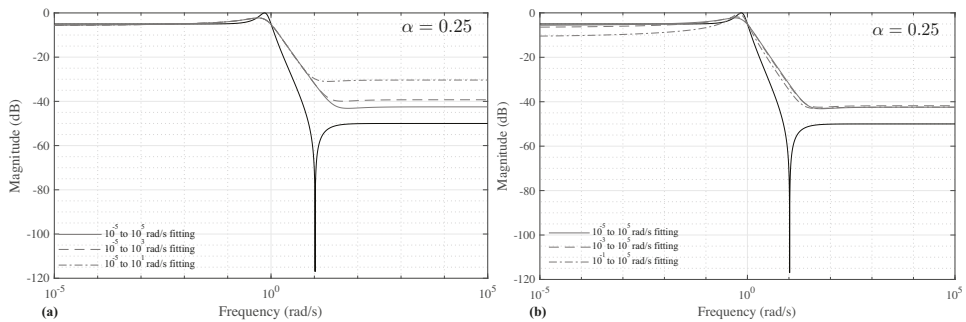 α = 0.25
Magnitude (dB)
0
-20
-40
-60
-80
-100
-120
10^-5 to 10^5 rad/s fitting
10^-5 to 10^3 rad/s fitting
10^-5 to 10^1 rad/s fitting
10^-5
10^0
10^5
Frequency (rad/s)
(a)
α = 0.25
Magnitude (dB)
0
-20
-40
-60
-80
-100
-120
10^-5 to 10^5 rad/s fitting
10^-3 to 10^5 rad/s fitting
10^-1 to 10^5 rad/s fitting
10^-5
10^0
10^5
Frequency (rad/s)
(b)